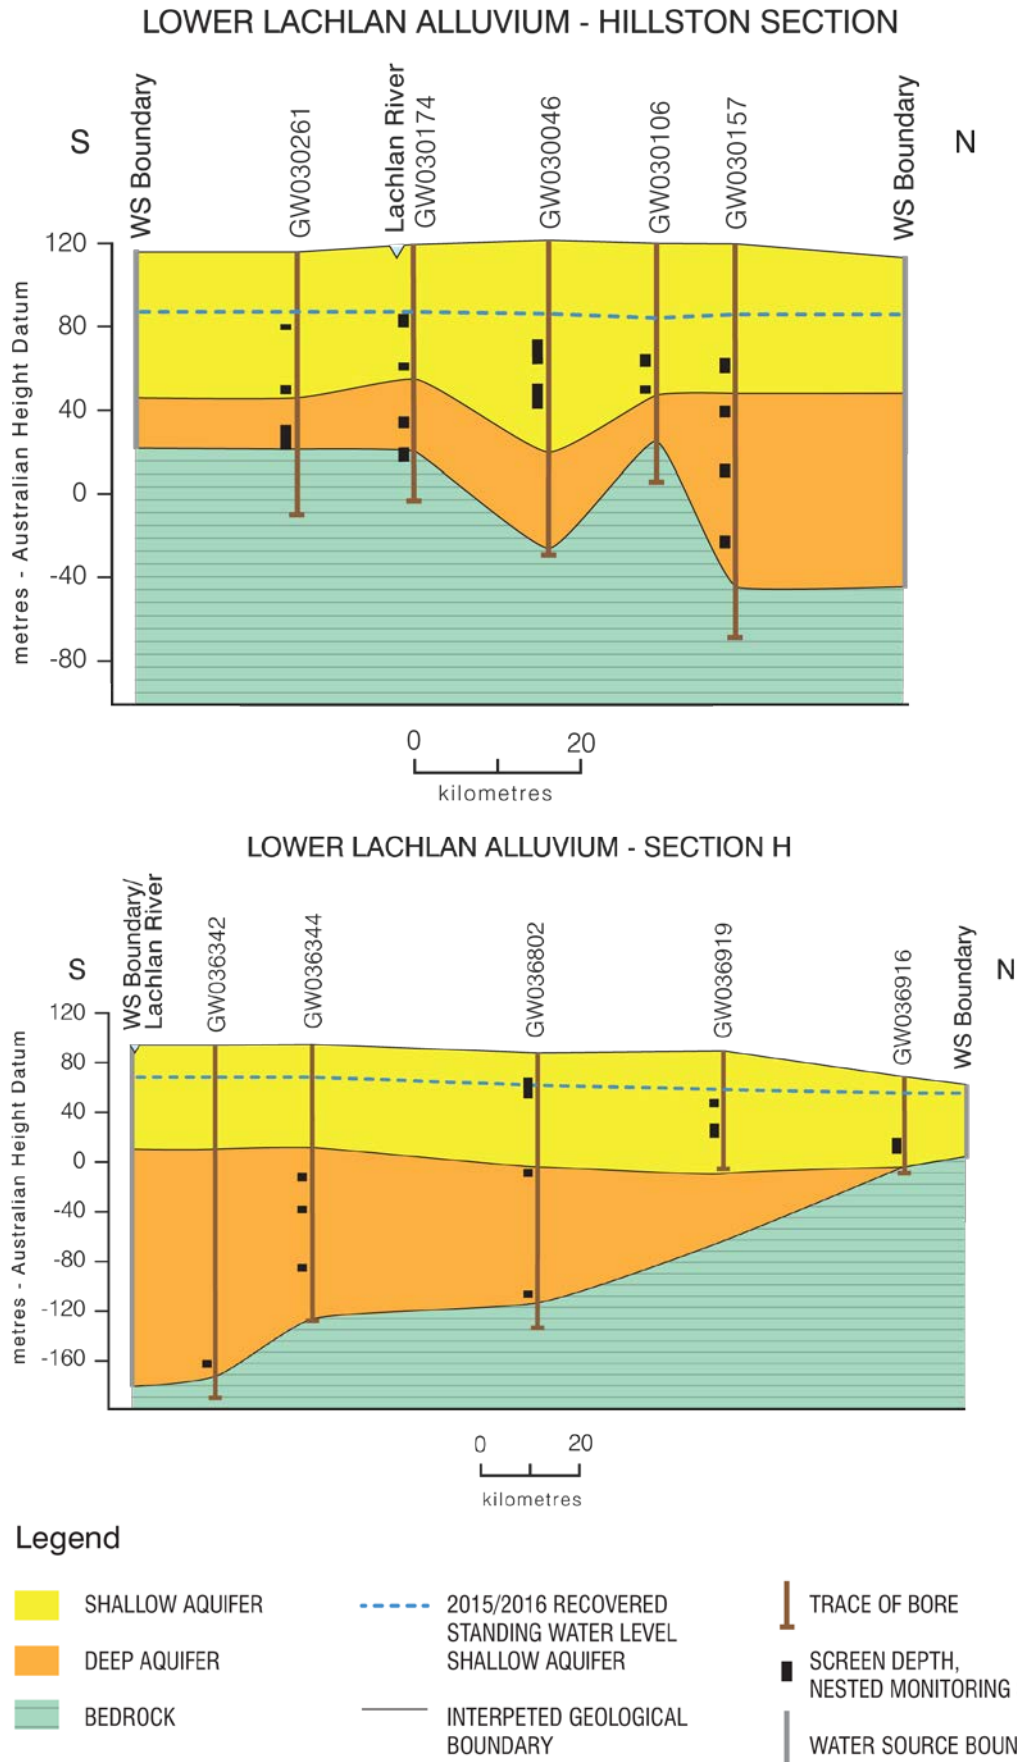 LOWER LACHLAN ALLUVIUM - HILLSTON SECTION
S
WS Boundary
GW030261
Lachlan River
GW030174
GW030046
GW030106
GW030157
WS Boundary
N
metres - Australian Height Datum
120
80
40
0
-40
-80
0 20
kilometres
LOWER LACHLAN ALLUVIUM - SECTION H
S
WS Boundary/
Lachlan River
GW036342
GW036344
GW036802
GW036919
GW036916
WS Boundary
N
metres - Australian Height Datum
120
80
40
0
-40
-80
-120
-160
0 20
kilometres
Legend
SHALLOW AQUIFER
DEEP AQUIFER
BEDROCK
2015/2016 RECOVERED
STANDING WATER LEVEL
SHALLOW AQUIFER
INTERPETED GEOLOGICAL
BOUNDARY
TRACE OF BORE
SCREEN DEPTH,
NESTED MONITORING
WATER SOURCE BOUN